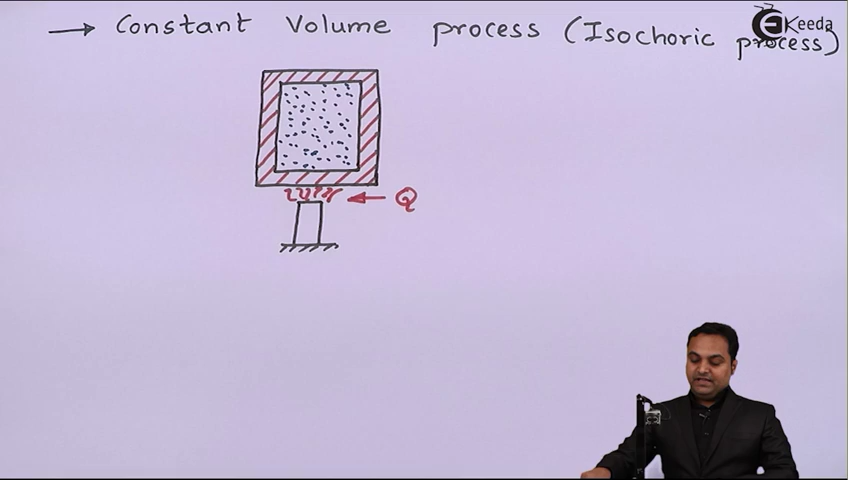 → Constant Volume process (Isochoric process)
Ekeeda
Q